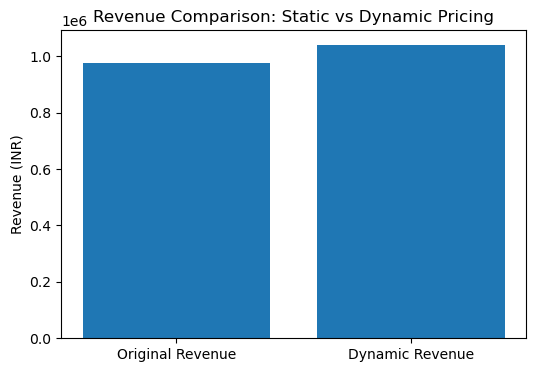 Revenue Comparison: Static vs Dynamic Pricing
1e6
1.0
0.8
0.6
0.4
0.2
0.0
Revenue (INR)
Original Revenue
Dynamic Revenue